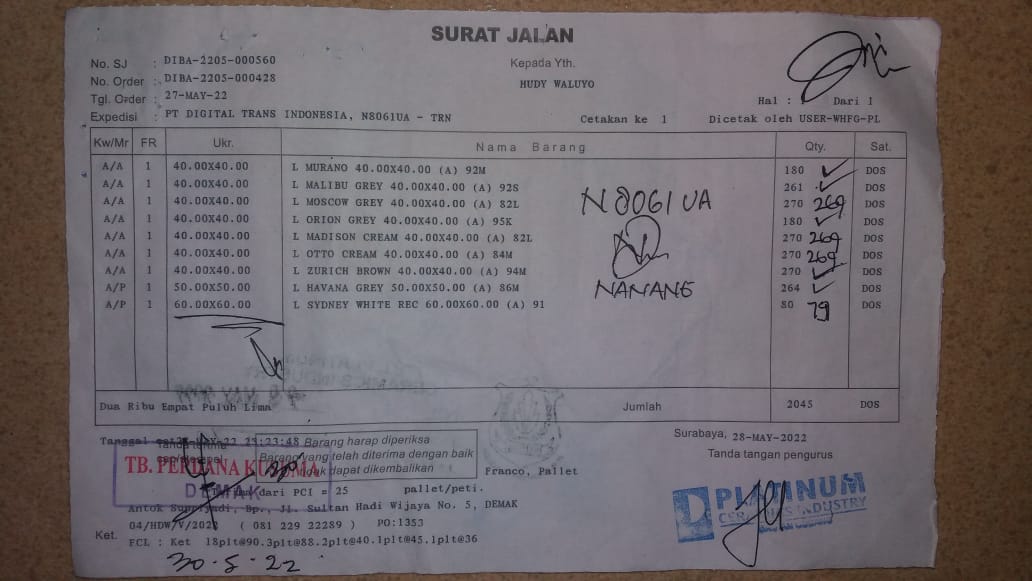 SURAT JALAN
No. SJ : DIBA-2205-000560
Kepada Yth.
No. Order : DIBA-2205-000428
HUDY WALUYO
Tgl. Order : 27-MAY-22
Hal : 1 Dari 1
Expedisi : PT DIGITAL TRANS INDONESIA, N8061UA - TRN
Cetakan ke 1
Dicetak oleh USER-WHFG-PL
Kw/Mr FR Ukr. Nama Barang Qty. Sat.
A/A 1 40.00X40.00 L MURANO 40.00X40.00 (A) 92M 180 ✓ DOS
A/A 1 40.00X40.00 L MALIBU GREY 40.00X40.00 (A) 92S 261 ✓ DOS
A/A 1 40.00X40.00 L MOSCOW GREY 40.00X40.00 (A) 82L 270 269 DOS
A/A 1 40.00X40.00 L ORION GREY 40.00X40.00 (A) 95K 180 ✓ DOS
A/A 1 40.00X40.00 L MADISON CREAM 40.00X40.00 (A) 82L 270 269 DOS
A/A 1 40.00X40.00 L OTTO CREAM 40.00X40.00 (A) 84M 270 269 DOS
A/A 1 40.00X40.00 L ZURICH BROWN 40.00X40.00 (A) 94M 270 ✓ DOS
A/P 1 50.00X50.00 L HAVANA GREY 50.00X50.00 (A) 86M 264 ✓ DOS
A/P 1 60.00X60.00 L SYDNEY WHITE REC 60.00X60.00 (A) 91 80 79 DOS
N8061UA
NANANG
Dua Ribu Empat Puluh Lima Jumlah 2045 DOS
Surabaya, 28-MAY-2022
Tanda tangan pengurus
Tanggal 23:23:48
Tanda terima
Barang harap diperiksa
Barang yang telah diterima dengan baik
tidak dapat dikembalikan
TB. PERDANA
DEMAK
Franco, Pallet
dari PCI = 25 pallet/peti.
Antok Bp., Jl. Sultan Hadi Wijaya No. 5, DEMAK
04/HDW/V/2022 ( 081 229 22289 ) PO:1353
Ket. FCL : Ket 18plt@90.3plt@88.2plt@40.1plt@45.1plt@36
30-5-22
PLATINUM
CERAMICS INDUSTRY